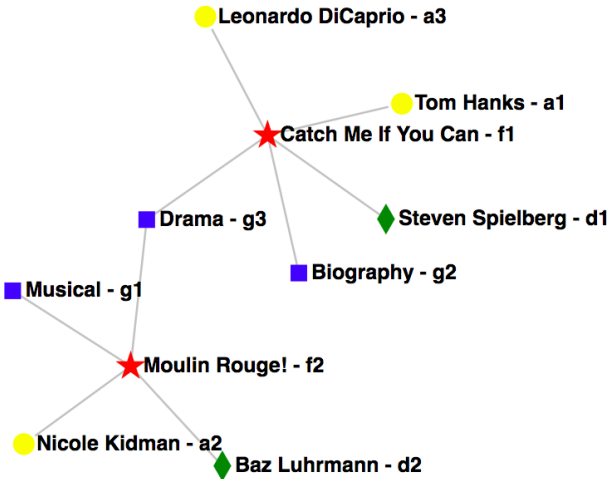 Leonardo DiCaprio - a3
Tom Hanks - a1
Catch Me If You Can - f1
Drama - g3
Steven Spielberg - d1
Biography - g2
Musical - g1
Moulin Rouge! - f2
Nicole Kidman - a2
Baz Luhrmann - d2